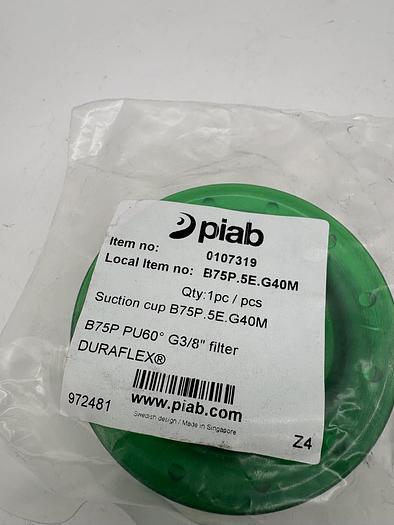 piab
Item no: 0107319
Local Item no: B75P.5E.G40M
Qty:1pc / pcs
Suction cup B75P.5E.G40M
B75P PU60° G3/8" filter
DURAFLEX®
972481
www.piab.com
Swedish design / Made in Singapore
Z4